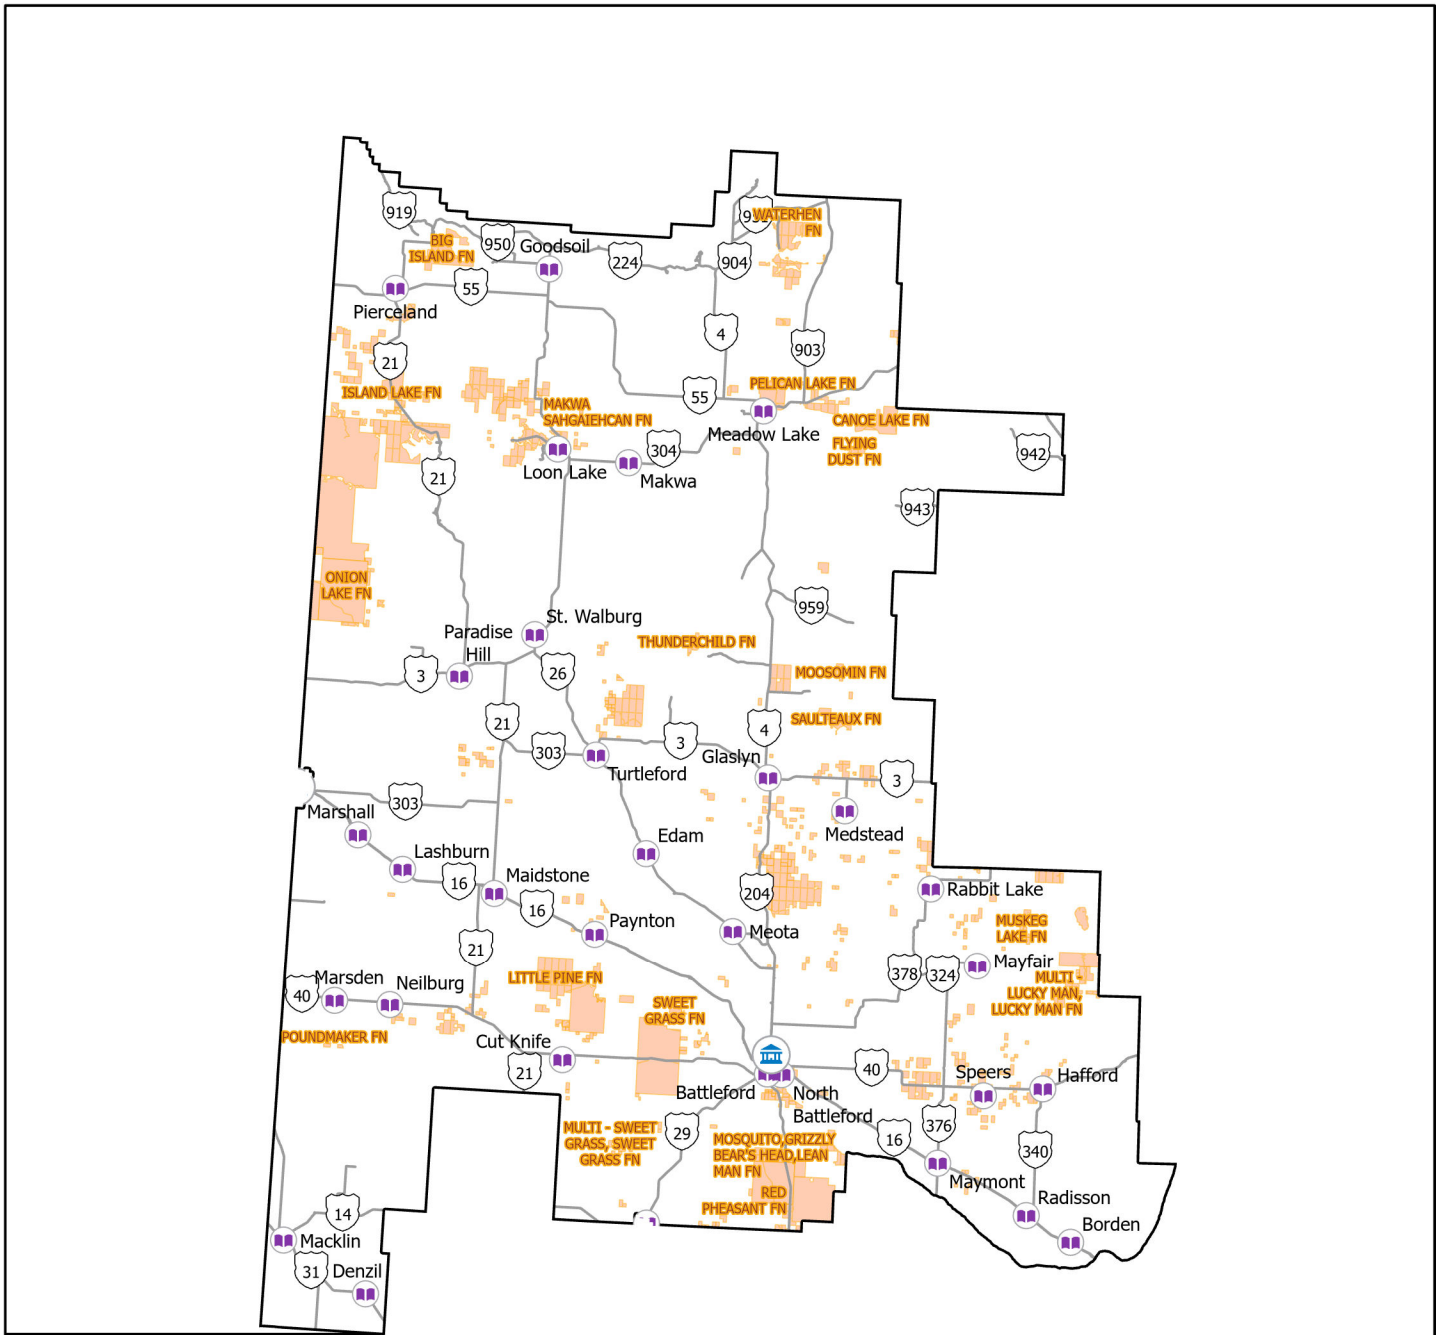 919
951
WATERHEN
FN
BIG
ISLAND FN
950
Goodsoil
224
904
55
Pierceland
4
903
21
ISLAND LAKE FN
PELICAN LAKE FN
55
MAKWA
SAHGAIEHCAN FN
CANOE LAKE FN
Meadow Lake
FLYING
DUST FN
304
942
Loon Lake
Makwa
21
943
ONION
LAKE FN
959
St. Walburg
Paradise
Hill
THUNDERCHILD FN
3
26
MOOSOMIN FN
21
SAULTEAUX FN
4
303
3
Glaslyn
Turtleford
3
303
Marshall
Medstead
Edam
Lashburn
16
Maidstone
204
Rabbit Lake
16
Paynton
Meota
MUSKEG
LAKE FN
21
378
324
Mayfair
LITTLE PINE FN
MULTI -
LUCKY MAN,
LUCKY MAN FN
40
Marsden
Neilburg
SWEET
GRASS FN
POUNDMAKER FN
Cut Knife
21
40
Speers
Hafford
Battleford
North
Battleford
MULTI - SWEET
GRASS, SWEET
GRASS FN
29
MOSQUITO,GRIZZLY
BEAR'S HEAD,LEAN
MAN FN
16
376
340
Maymont
RED
PHEASANT FN
Radisson
14
Borden
Macklin
31
Denzil